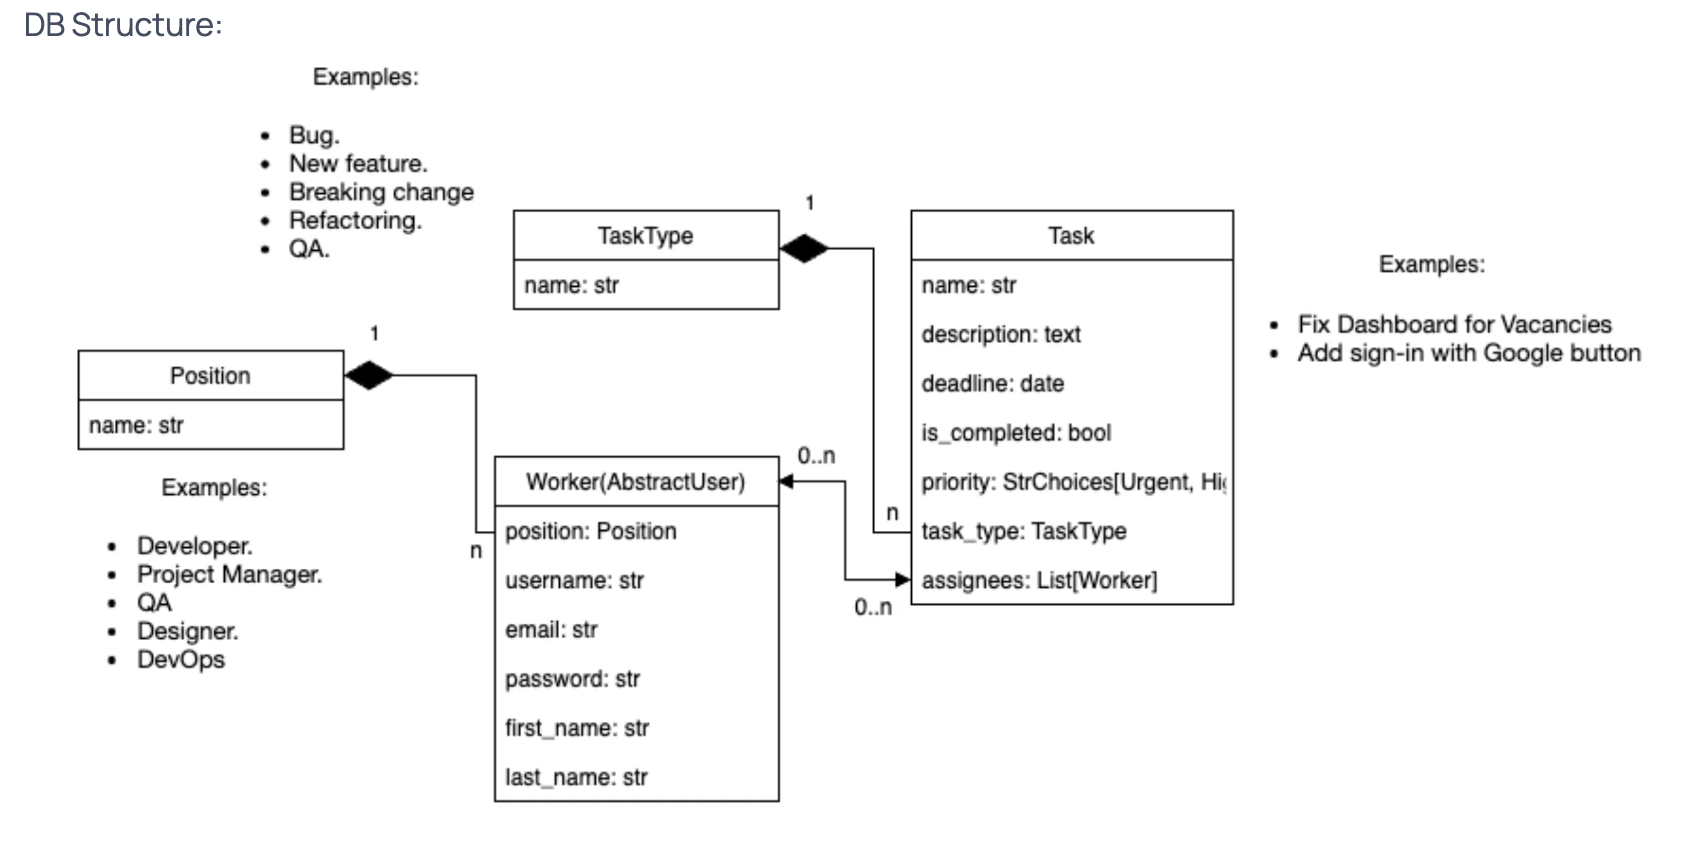 DB Structure:
Examples:
• Bug.
• New feature.
• Breaking change
• Refactoring.
• QA.
1
TaskType
name: str
1
Position
name: str
Examples:
• Developer.
• Project Manager.
• QA
• Designer.
• DevOps
n
Worker(AbstractUser)
position: Position
username: str
email: str
password: str
first_name: str
last_name: str
0..n
0..n
n
Task
name: str
description: text
deadline: date
is_completed: bool
priority: StrChoices[Urgent,
task_type: TaskType
assignees: List[Worker]
Examples:
• Fix Dashboard for Vacancies
• Add sign-in with Google button